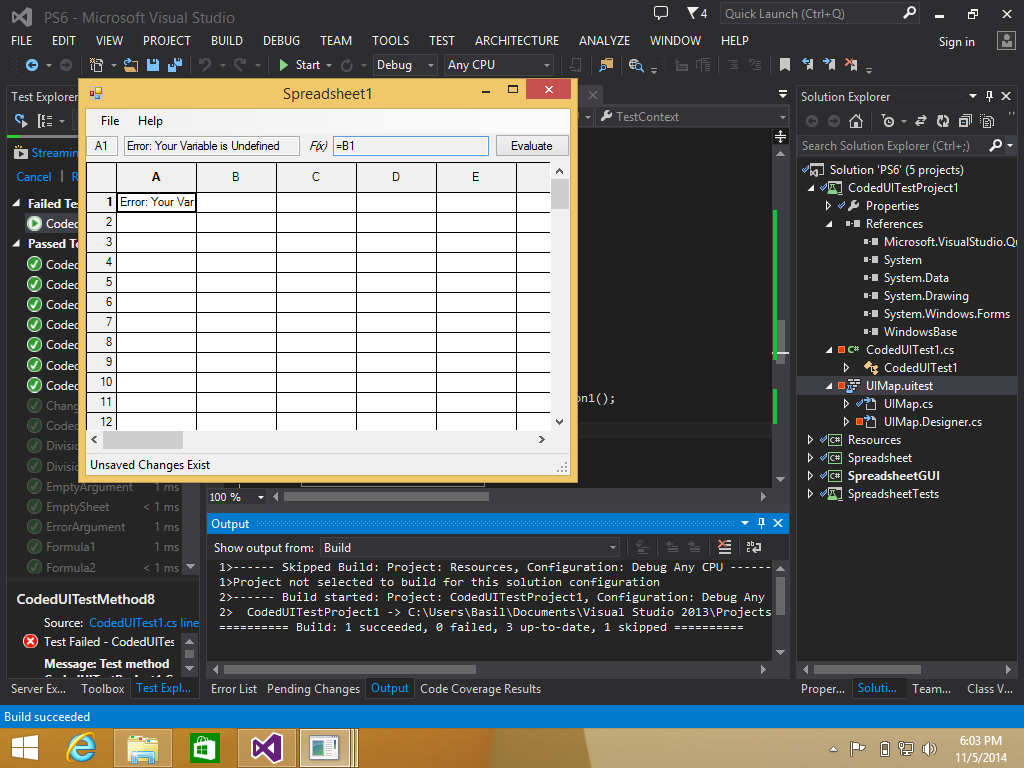 PS6 - Microsoft Visual Studio
4
Quick Launch (Ctrl+Q)
FILE EDIT VIEW PROJECT BUILD DEBUG TEAM TOOLS TEST ARCHITECTURE ANALYZE WINDOW HELP
Sign in
Start Debug Any CPU
Test Explorer
Streamin
Cancel
Failed Te
Coded
Passed Te
Coded
Coded
Coded
Coded
Coded
Coded
Coded
Chang
Coded
Divisio
Divisio
EmptyArgument 1 ms
EmptySheet < 1 ms
ErrorArgument 1 ms
Formula1 1 ms
Formula2 < 1 ms
CodedUITestMethod8
Source: CodedUITest1.cs line
Test Failed - CodedUITes
Message: Test method
Server Ex... Toolbox Test Expl...
Spreadsheet1
File Help
A1 Error: Your Variable is Undefined F(x) =B1 Evaluate
A B C D E
1 Error: Your Var
2
3
4
5
6
7
8
9
10
11
12
Unsaved Changes Exist
TestContext
on1();
100 %
Output
Show output from: Build
1>------ Skipped Build: Project: Resources, Configuration: Debug Any CPU ------
1>Project not selected to build for this solution configuration
2>------ Build started: Project: CodedUITestProject1, Configuration: Debug Any
2>  CodedUITestProject1 -> C:\Users\Basil\Documents\Visual Studio 2013\Projects
========== Build: 1 succeeded, 0 failed, 3 up-to-date, 1 skipped ==========
Error List Pending Changes Output Code Coverage Results
Solution Explorer
Search Solution Explorer (Ctrl+;)
Solution 'PS6' (5 projects)
CodedUITestProject1
Properties
References
Microsoft.VisualStudio.Qu
System
System.Data
System.Drawing
System.Windows.Forms
WindowsBase
CodedUITest1.cs
CodedUITest1
UIMap.uitest
UIMap.cs
UIMap.Designer.cs
Resources
Spreadsheet
SpreadsheetGUI
SpreadsheetTests
Proper... Soluti... Team... Class V...
Build succeeded
6:03 PM
11/5/2014